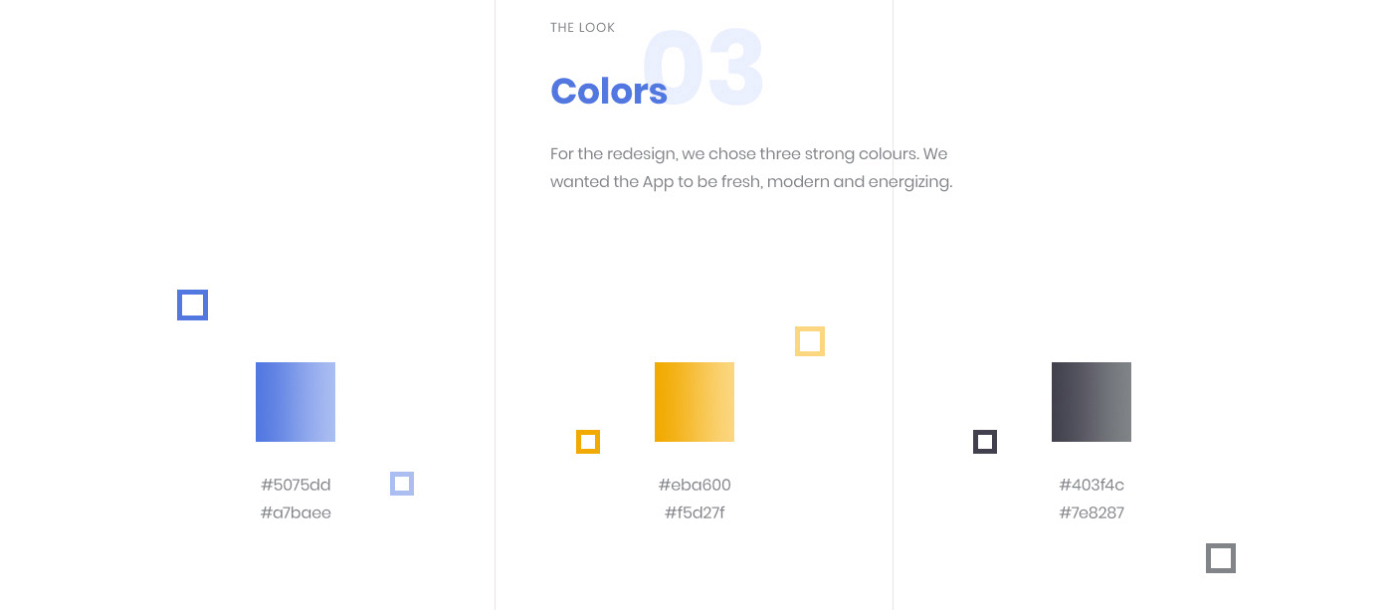 THE LOOK
03
Colors
For the redesign, we chose three strong colours. We
wanted the App to be fresh, modern and energizing.
#5075dd
#a7baee
#eba600
#f5d27f
#403f4c
#7e8287